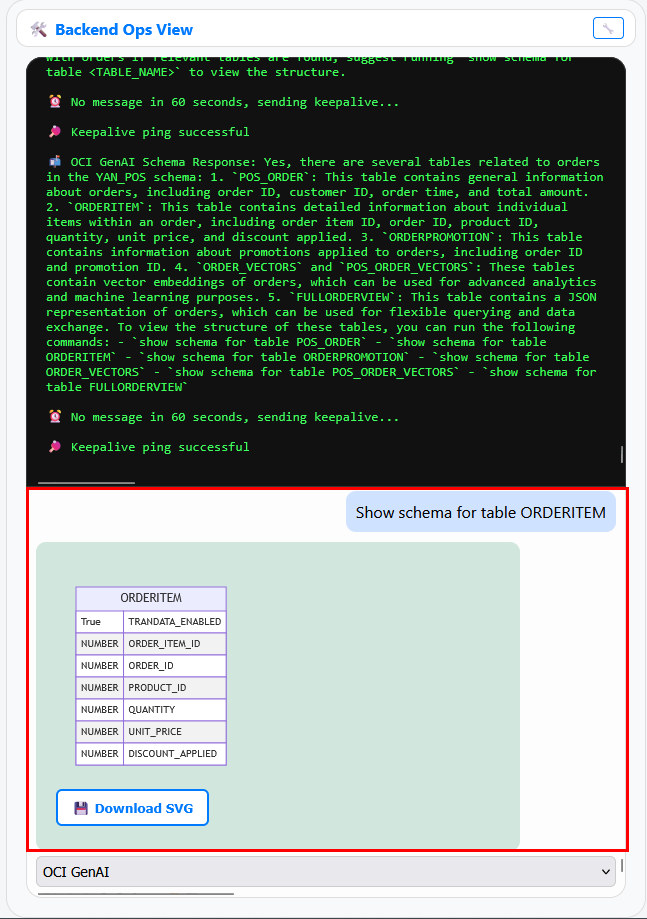 🛠️ Backend Ops View
with orders if relevant tables are found, suggest running `show schema for
table <TABLE_NAME>` to view the structure.
⏰ No message in 60 seconds, sending keepalive...
🏓 Keepalive ping successful
📬 OCI GenAI Schema Response: Yes, there are several tables related to orders
in the YAN_POS schema: 1. `POS_ORDER`: This table contains general information
about orders, including order ID, customer ID, order time, and total amount.
2. `ORDERITEM`: This table contains detailed information about individual
items within an order, including order item ID, order ID, product ID,
quantity, unit price, and discount applied. 3. `ORDERPROMOTION`: This table
contains information about promotions applied to orders, including order ID
and promotion ID. 4. `ORDER_VECTORS` and `POS_ORDER_VECTORS`: These tables
contain vector embeddings of orders, which can be used for advanced analytics
and machine learning purposes. 5. `FULLORDERVIEW`: This table contains a JSON
representation of orders, which can be used for flexible querying and data
exchange. To view the structure of these tables, you can run the following
commands: - `show schema for table POS_ORDER` - `show schema for table
ORDERITEM` - `show schema for table ORDERPROMOTION` - `show schema for table
ORDER_VECTORS` - `show schema for table POS_ORDER_VECTORS` - `show schema for
table FULLORDERVIEW`
⏰ No message in 60 seconds, sending keepalive...
🏓 Keepalive ping successful
Show schema for table ORDERITEM
ORDERITEM
True TRANDATA_ENABLED
NUMBER ORDER_ITEM_ID
NUMBER ORDER_ID
NUMBER PRODUCT_ID
NUMBER QUANTITY
NUMBER UNIT_PRICE
NUMBER DISCOUNT_APPLIED
💾 Download SVG
OCI GenAI